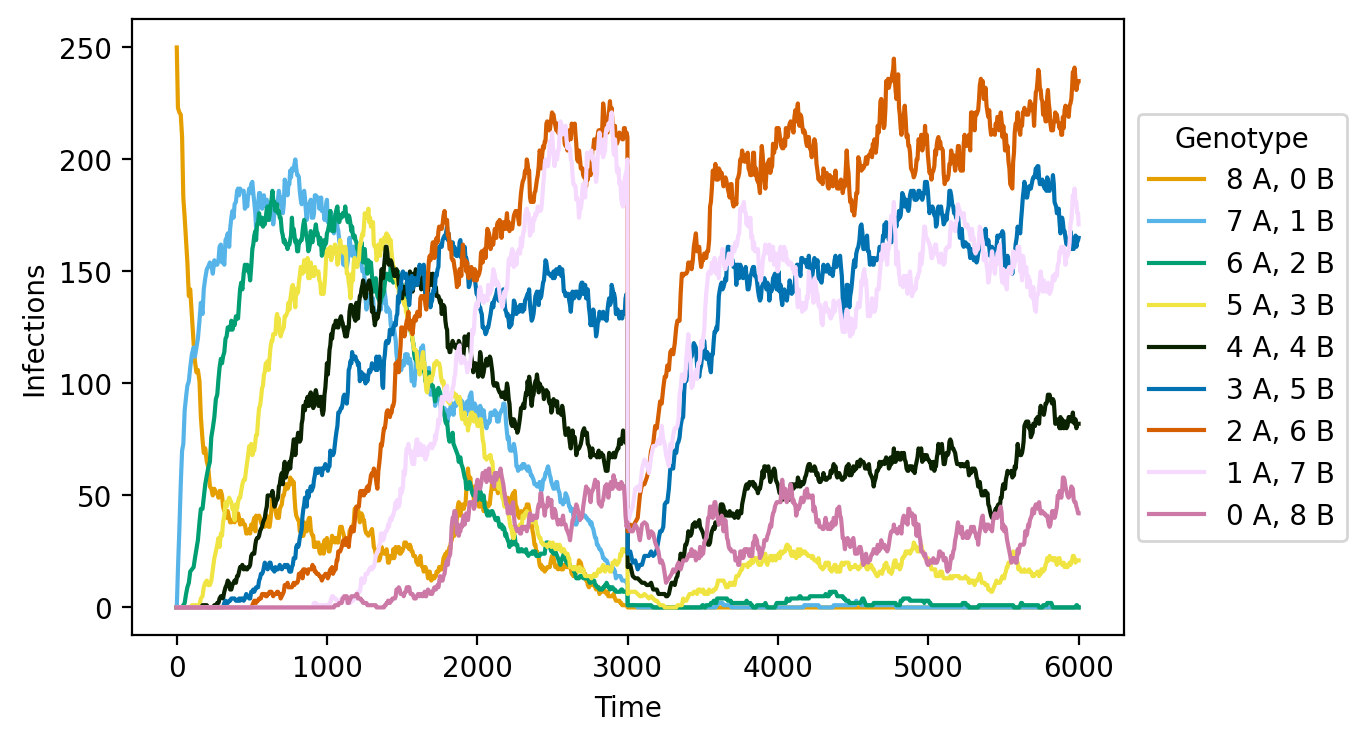 250
200
150
100
50
0
Infections
0 1000 2000 3000 4000 5000 6000
Time
Genotype
8 A, 0 B
7 A, 1 B
6 A, 2 B
5 A, 3 B
4 A, 4 B
3 A, 5 B
2 A, 6 B
1 A, 7 B
0 A, 8 B